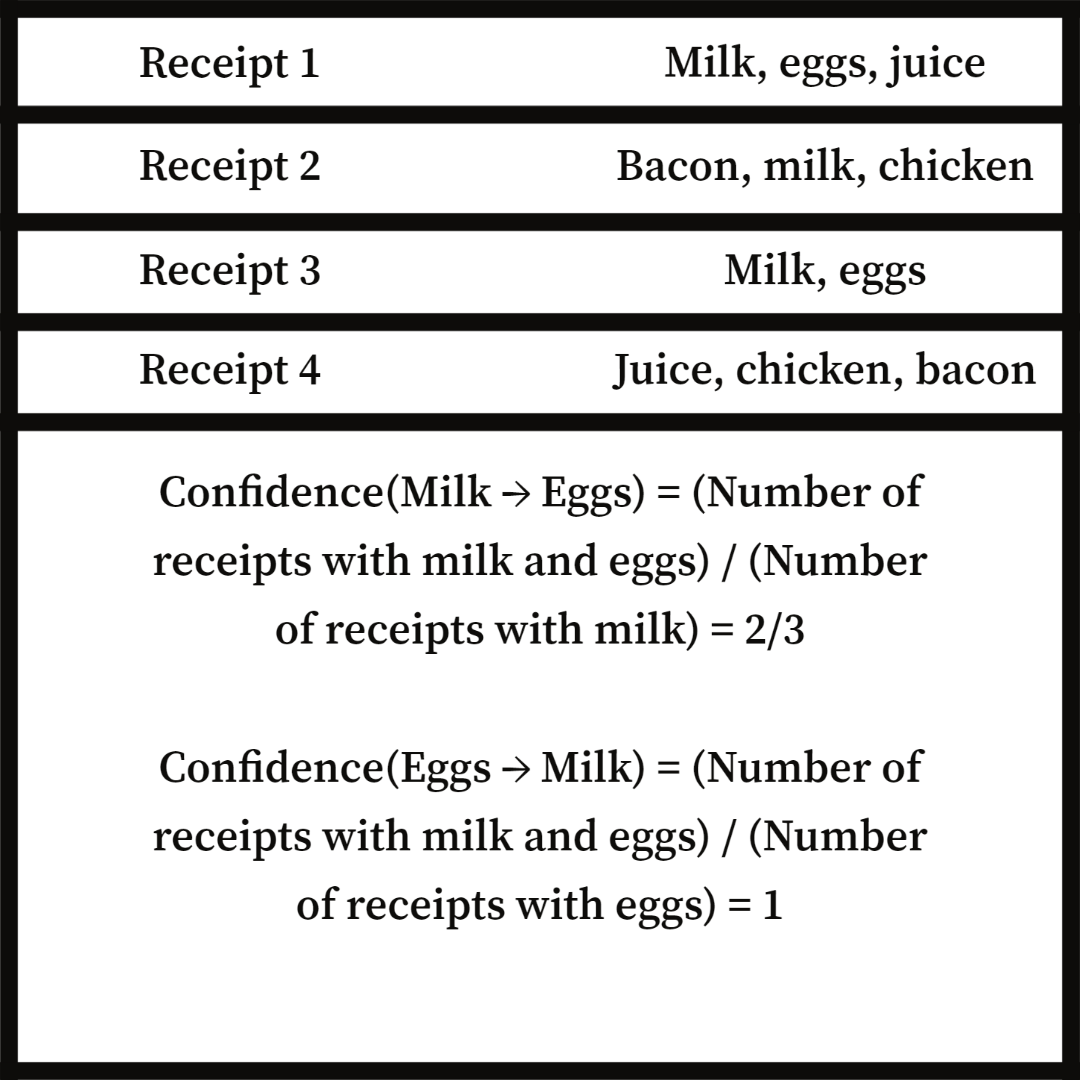 Receipt 1 Milk, eggs, juice
Receipt 2 Bacon, milk, chicken
Receipt 3 Milk, eggs
Receipt 4 Juice, chicken, bacon
Confidence(Milk → Eggs) = (Number of
receipts with milk and eggs) / (Number
of receipts with milk) = 2/3
Confidence(Eggs → Milk) = (Number of
receipts with milk and eggs) / (Number
of receipts with eggs) = 1